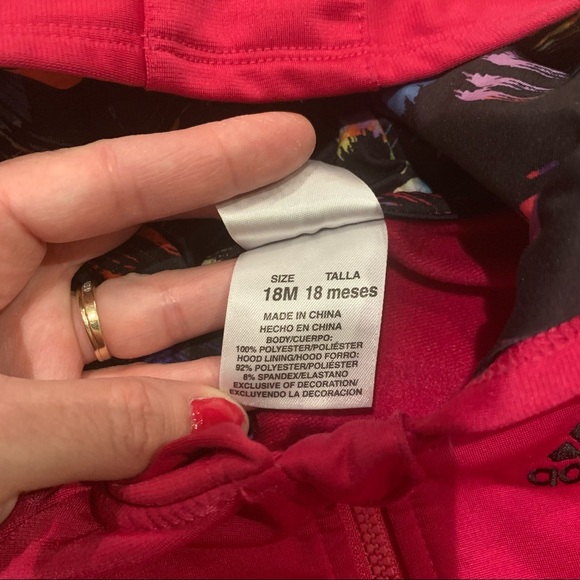 SIZE TALLA
18M 18 meses
MADE IN CHINA
HECHO EN CHINA
BODY/CUERPO:
100% POLYESTER/POLIÉSTER
HOOD LINING/HOOD FORRO:
92% POLYESTER/POLIÉSTER
8% SPANDEX/ELASTANO
EXCLUSIVE OF DECORATION/
EXCLUYENDO LA DECORACION